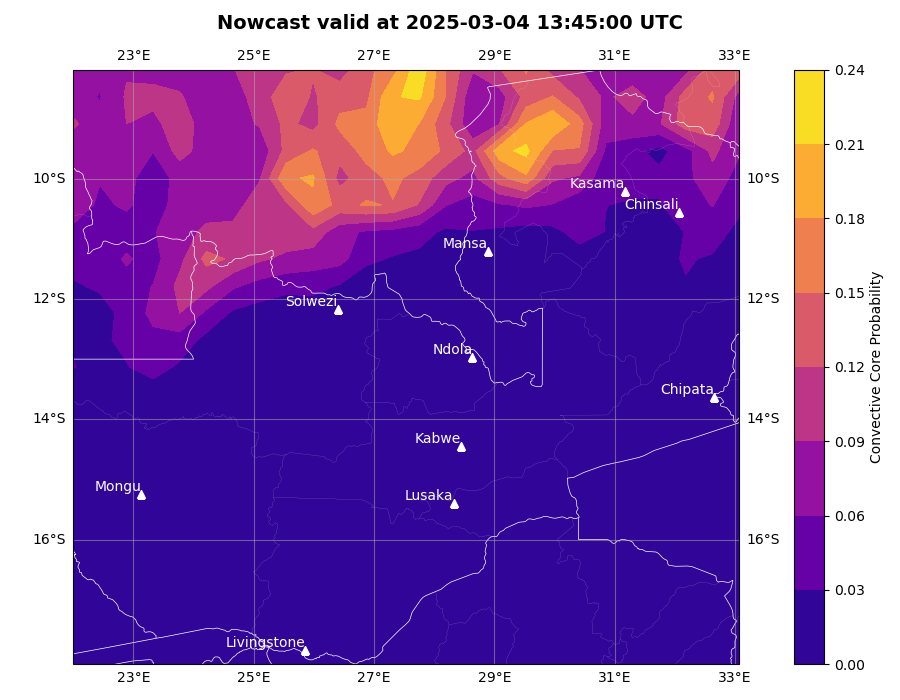 Nowcast valid at 2025-03-04 13:45:00 UTC
23°E 25°E 27°E 29°E 31°E 33°E
0.24
0.21
10°S Kasama 10°S
Chinsali
0.18
Mansa
0.15
12°S Solwezi 12°S
Ndola
0.12
Chipata
14°S 14°S
Kabwe
0.09
Mongu
Lusaka
0.06
16°S 16°S
0.03
Livingstone
0.00
23°E 25°E 27°E 29°E 31°E 33°E
Convective Core Probability